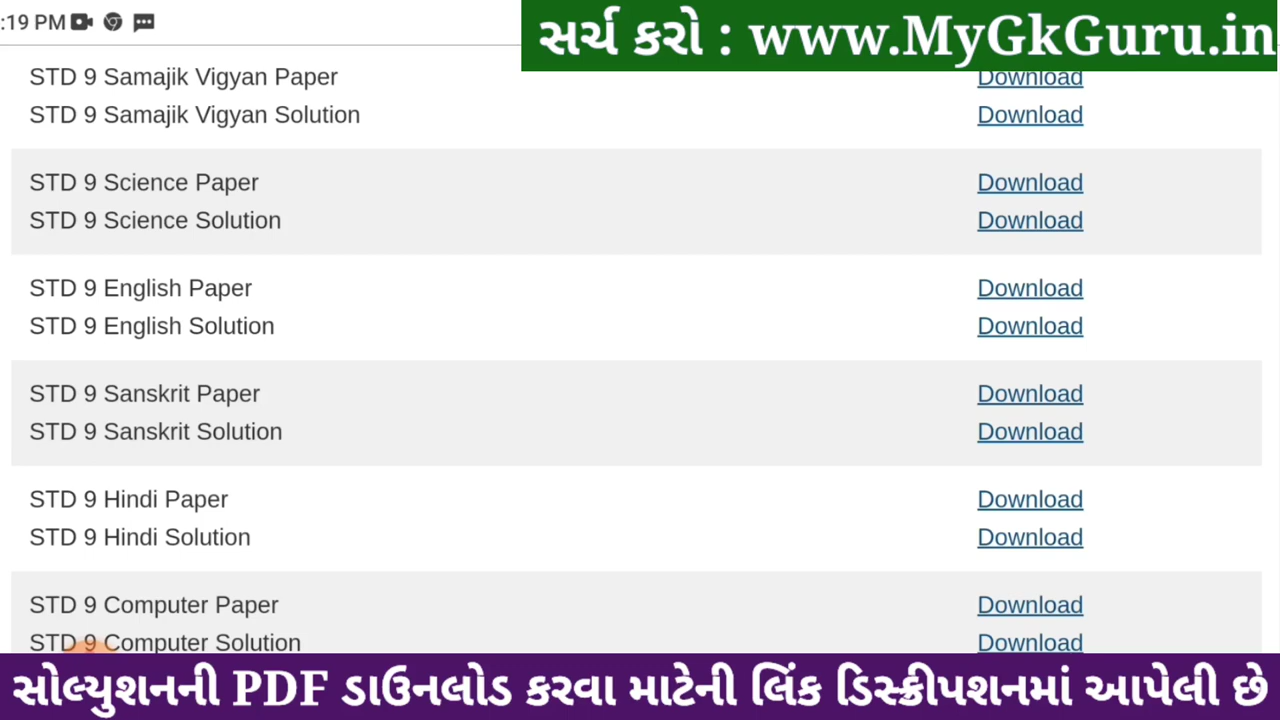 :19 PM
સર્ચ કરો : www.MyGkGuru.in
STD 9 Samajik Vigyan Paper Download
STD 9 Samajik Vigyan Solution Download
STD 9 Science Paper Download
STD 9 Science Solution Download
STD 9 English Paper Download
STD 9 English Solution Download
STD 9 Sanskrit Paper Download
STD 9 Sanskrit Solution Download
STD 9 Hindi Paper Download
STD 9 Hindi Solution Download
STD 9 Computer Paper Download
STD 9 Computer Solution Download
સોલ્યુશનની PDF ડાઉનલોડ કરવા માટેની લિંક ડિસ્ક્રીપશનમાં આપેલી છે